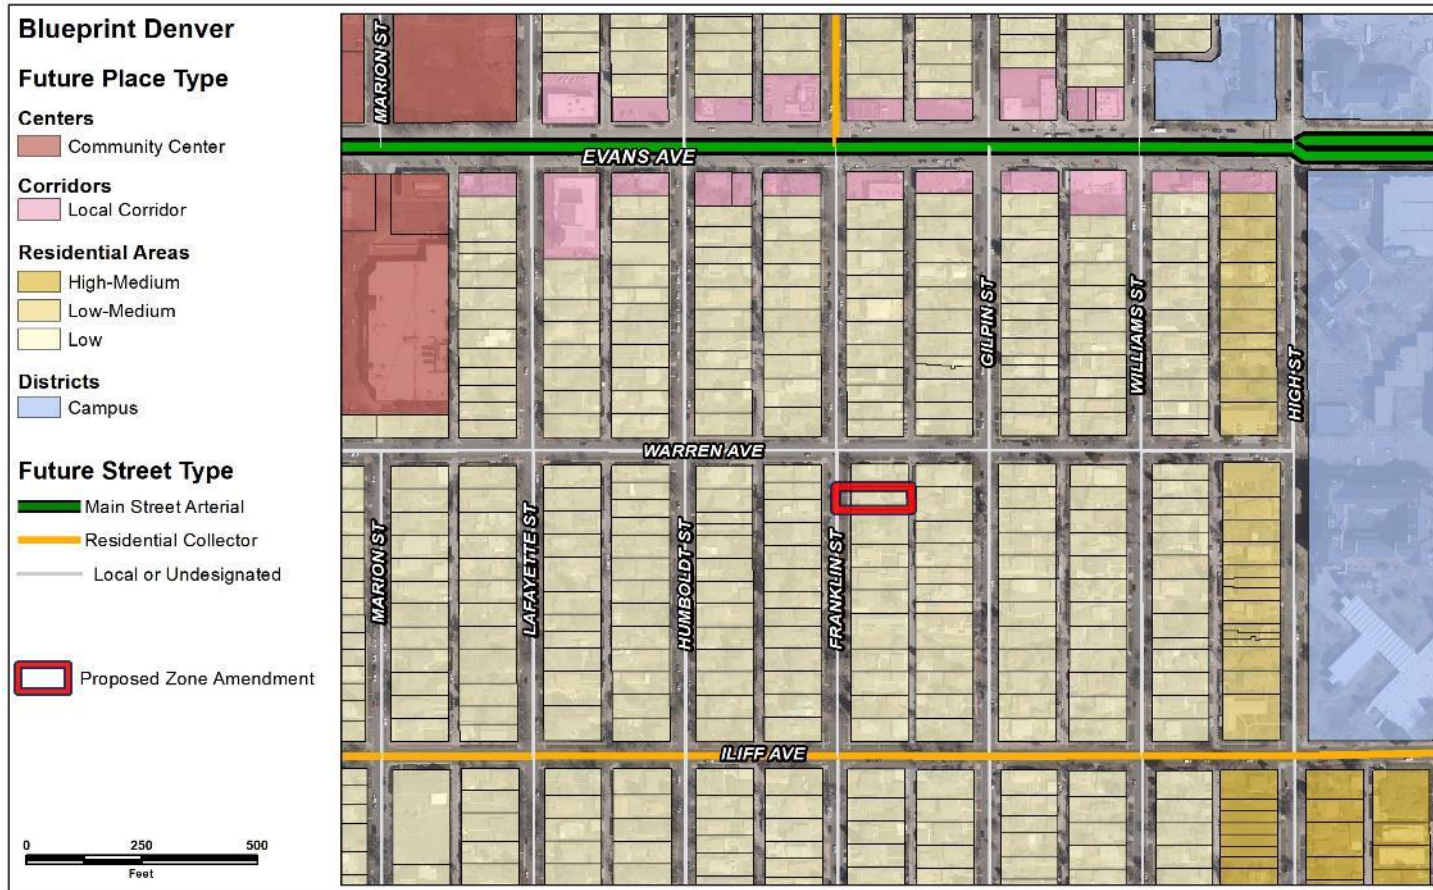 Blueprint Denver
Future Place Type
Centers
Community Center
Corridors
Local Corridor
Residential Areas
High-Medium
Low-Medium
Low
Districts
Campus
Future Street Type
Main Street Arterial
Residential Collector
Local or Undesignated
Proposed Zone Amendment
0 250 500
Feet
MARION ST
EVANS AVE
GILPIN ST
WILLIAMS ST
HIGH ST
WARREN AVE
MARION ST
LAFAYETTE ST
HUMBOLDT ST
FRANKLIN ST
ILIFF AVE